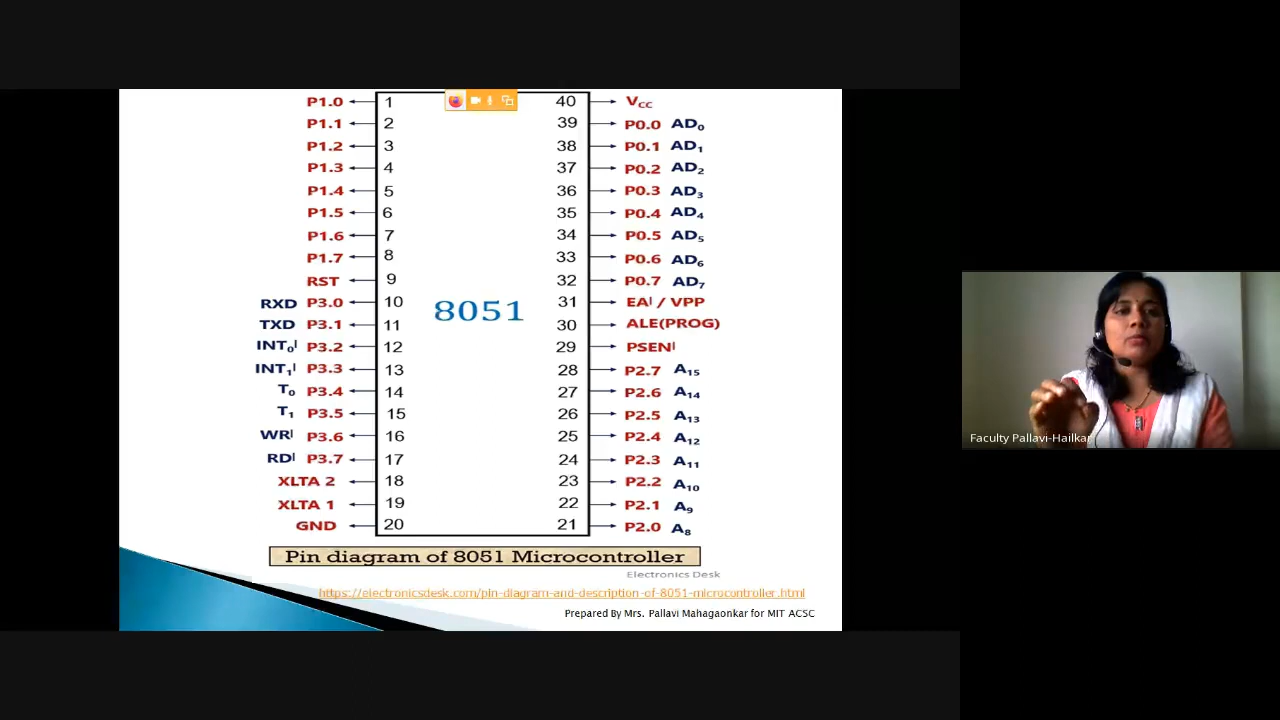 P1.0 1 40 VCC
P1.1 2 39 P0.0 AD0
P1.2 3 38 P0.1 AD1
P1.3 4 37 P0.2 AD2
P1.4 5 36 P0.3 AD3
P1.5 6 35 P0.4 AD4
P1.6 7 34 P0.5 AD5
P1.7 8 33 P0.6 AD6
RST 9 32 P0.7 AD7
RXD P3.0 10 31 EA| / VPP
TXD P3.1 11 30 ALE(PROG)
INT0| P3.2 12 29 PSEN|
INT1| P3.3 13 28 P2.7 A15
T0 P3.4 14 27 P2.6 A14
T1 P3.5 15 26 P2.5 A13
WR| P3.6 16 25 P2.4 A12
RD| P3.7 17 24 P2.3 A11
XLTA 2 18 23 P2.2 A10
XLTA 1 19 22 P2.1 A9
GND 20 21 P2.0 A8
8051
Pin diagram of 8051 Microcontroller
Electronics Desk
https://electronicsdesk.com/pin-diagram-and-description-of-8051-microcontroller.html
Prepared By Mrs. Pallavi Mahagaonkar for MIT ACSC
Faculty Pallavi-Hailkar